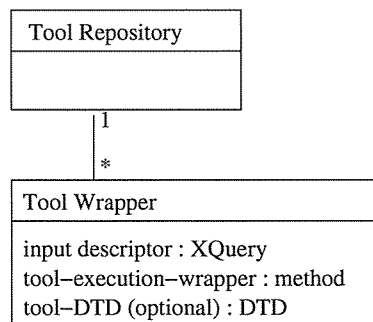 Tool Repository
1
*
Tool Wrapper
input descriptor : XQuery
tool−execution−wrapper : method
tool−DTD (optional) : DTD